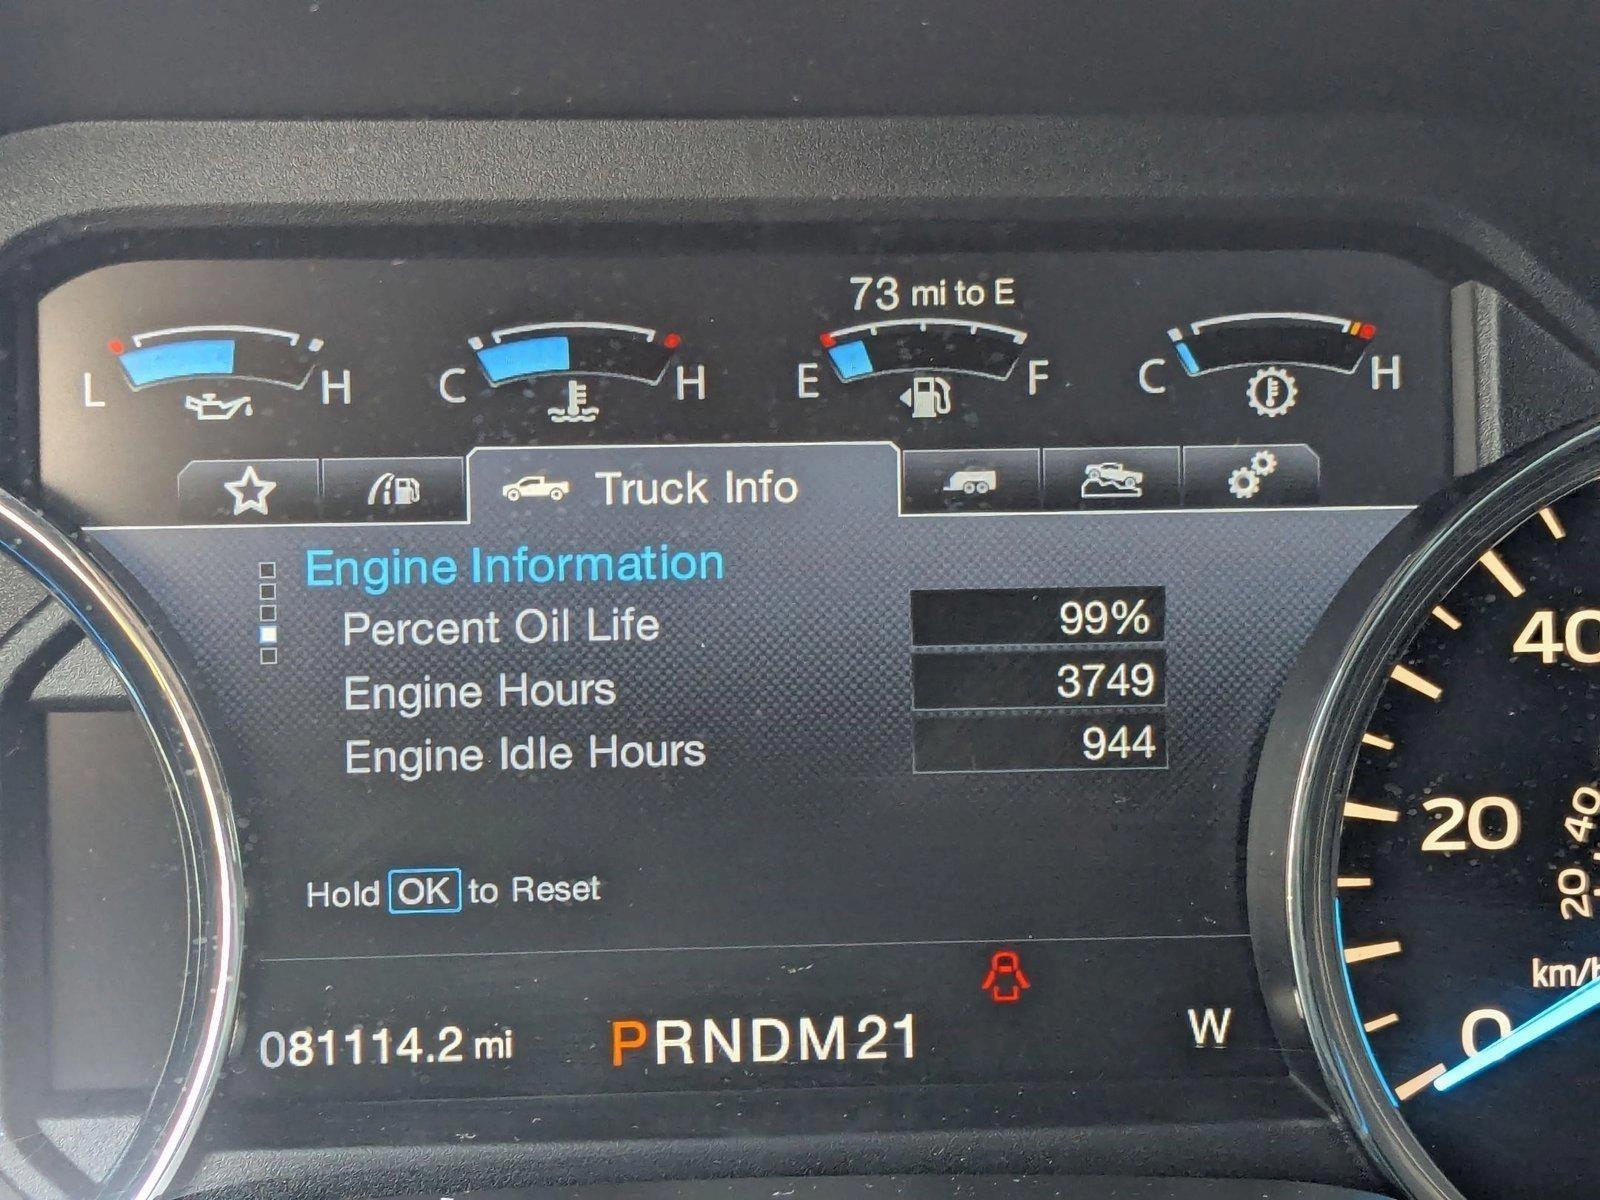 73 mi to E
L H C H E F C H
Truck Info
Engine Information
Percent Oil Life 99%
Engine Hours 3749
Engine Idle Hours 944
Hold OK to Reset
081114.2 mi PRNDM21 W
40
20
40
20
km/h
0